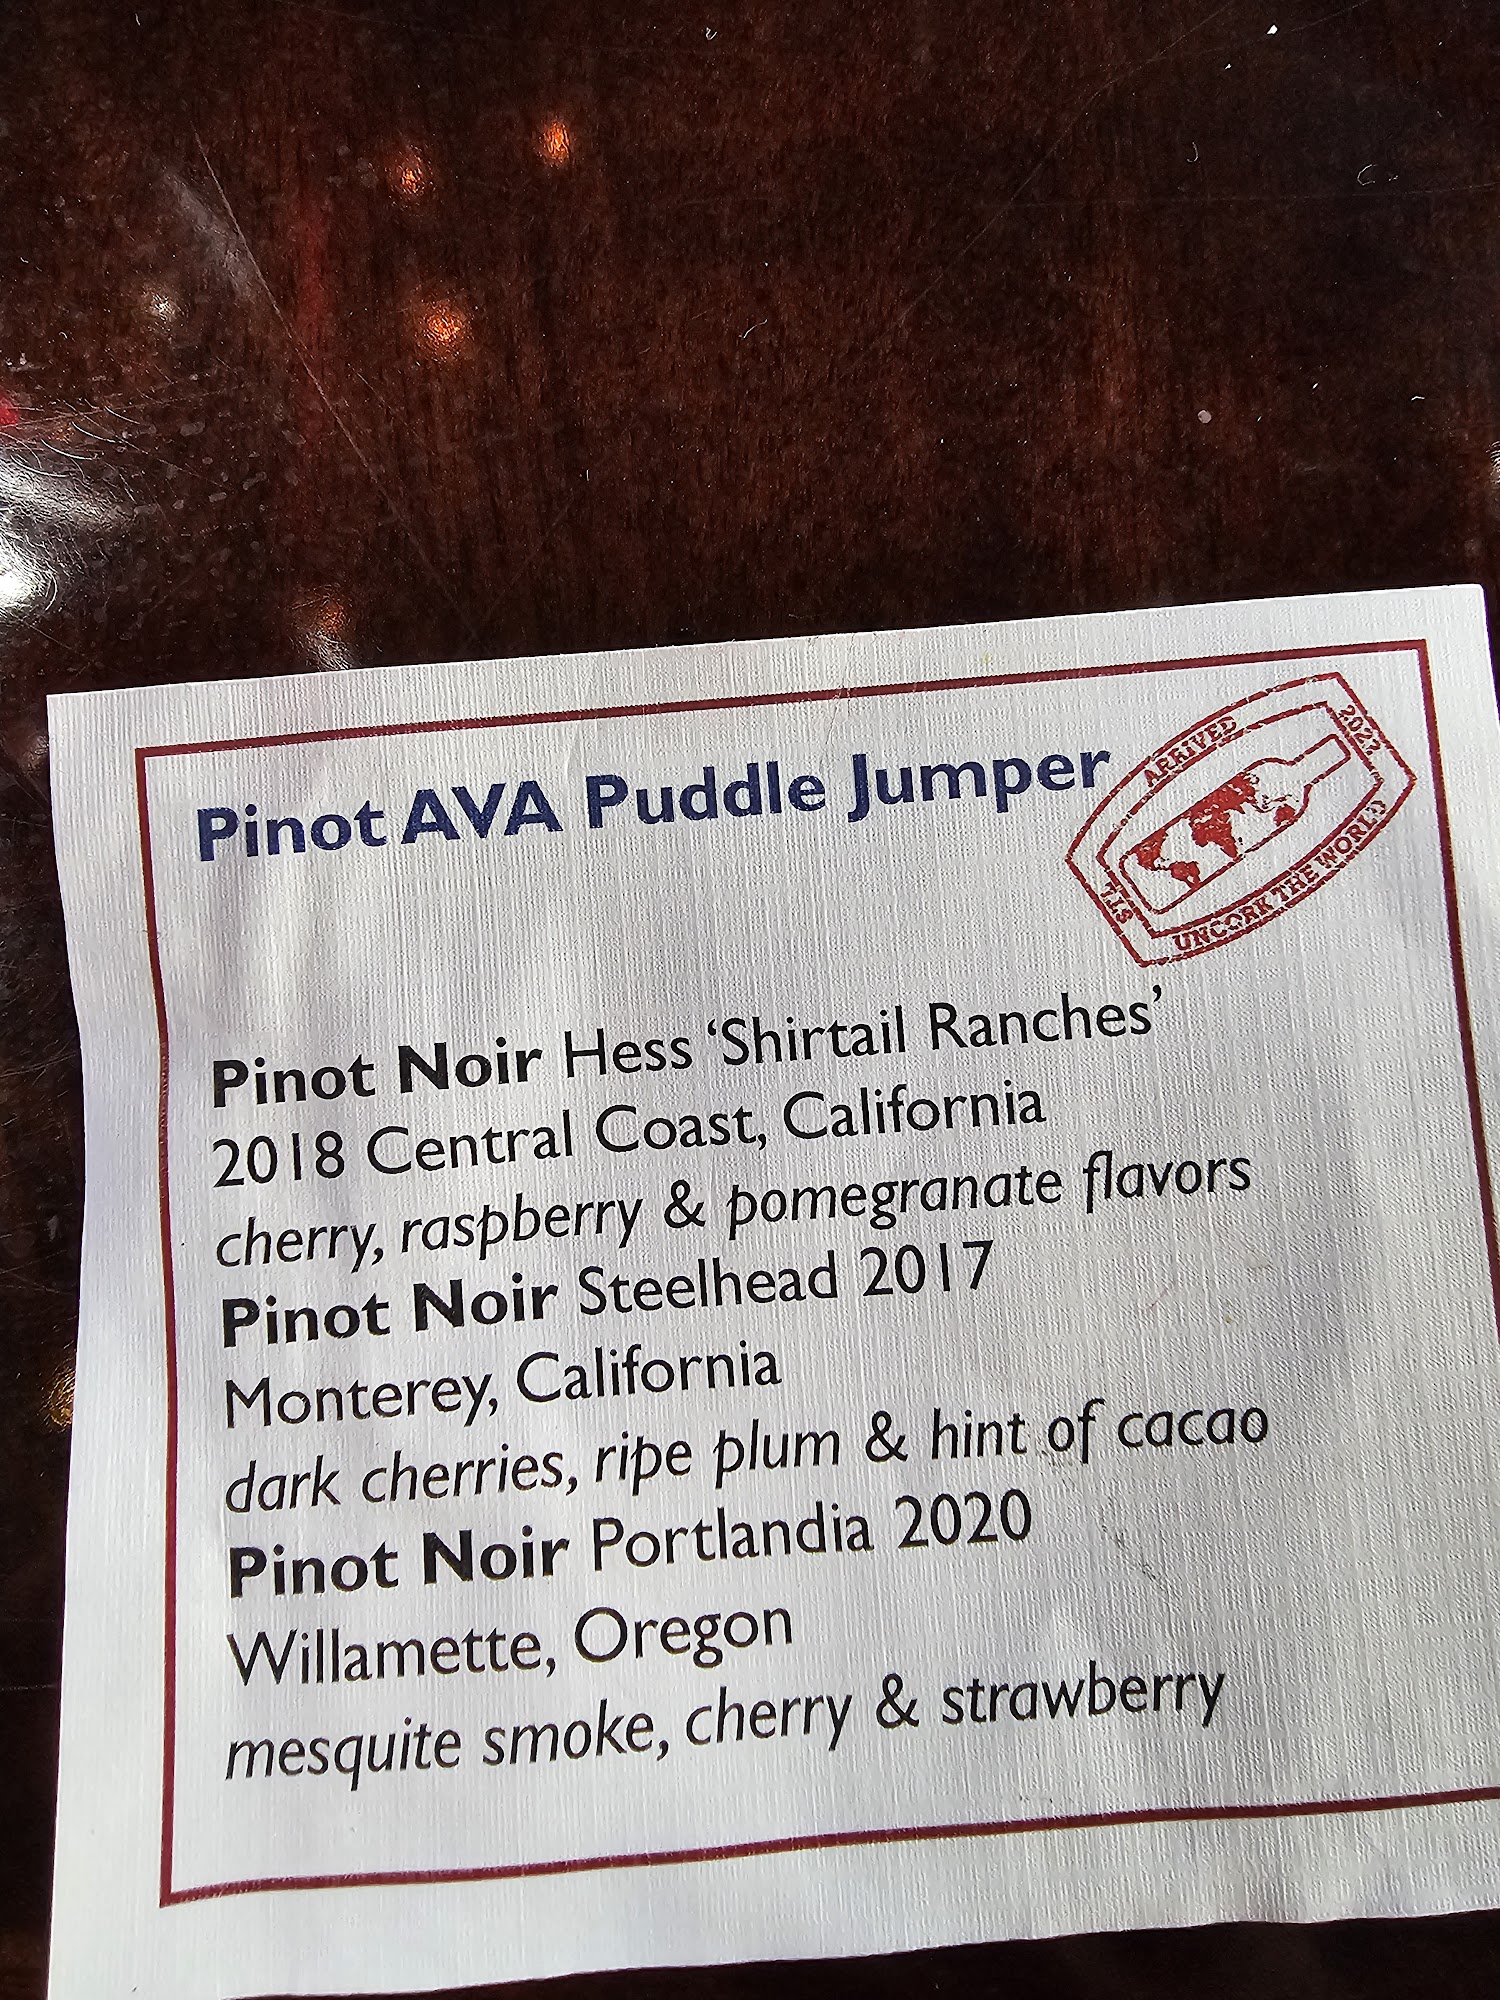 Pinot AVA Puddle Jumper
ARRIVED
2022
STL
UNCORK THE WORLD
Pinot Noir Hess ‘Shirtail Ranches’
2018 Central Coast, California
cherry, raspberry & pomegranate flavors
Pinot Noir Steelhead 2017
Monterey, California
dark cherries, ripe plum & hint of cacao
Pinot Noir Portlandia 2020
Willamette, Oregon
mesquite smoke, cherry & strawberry